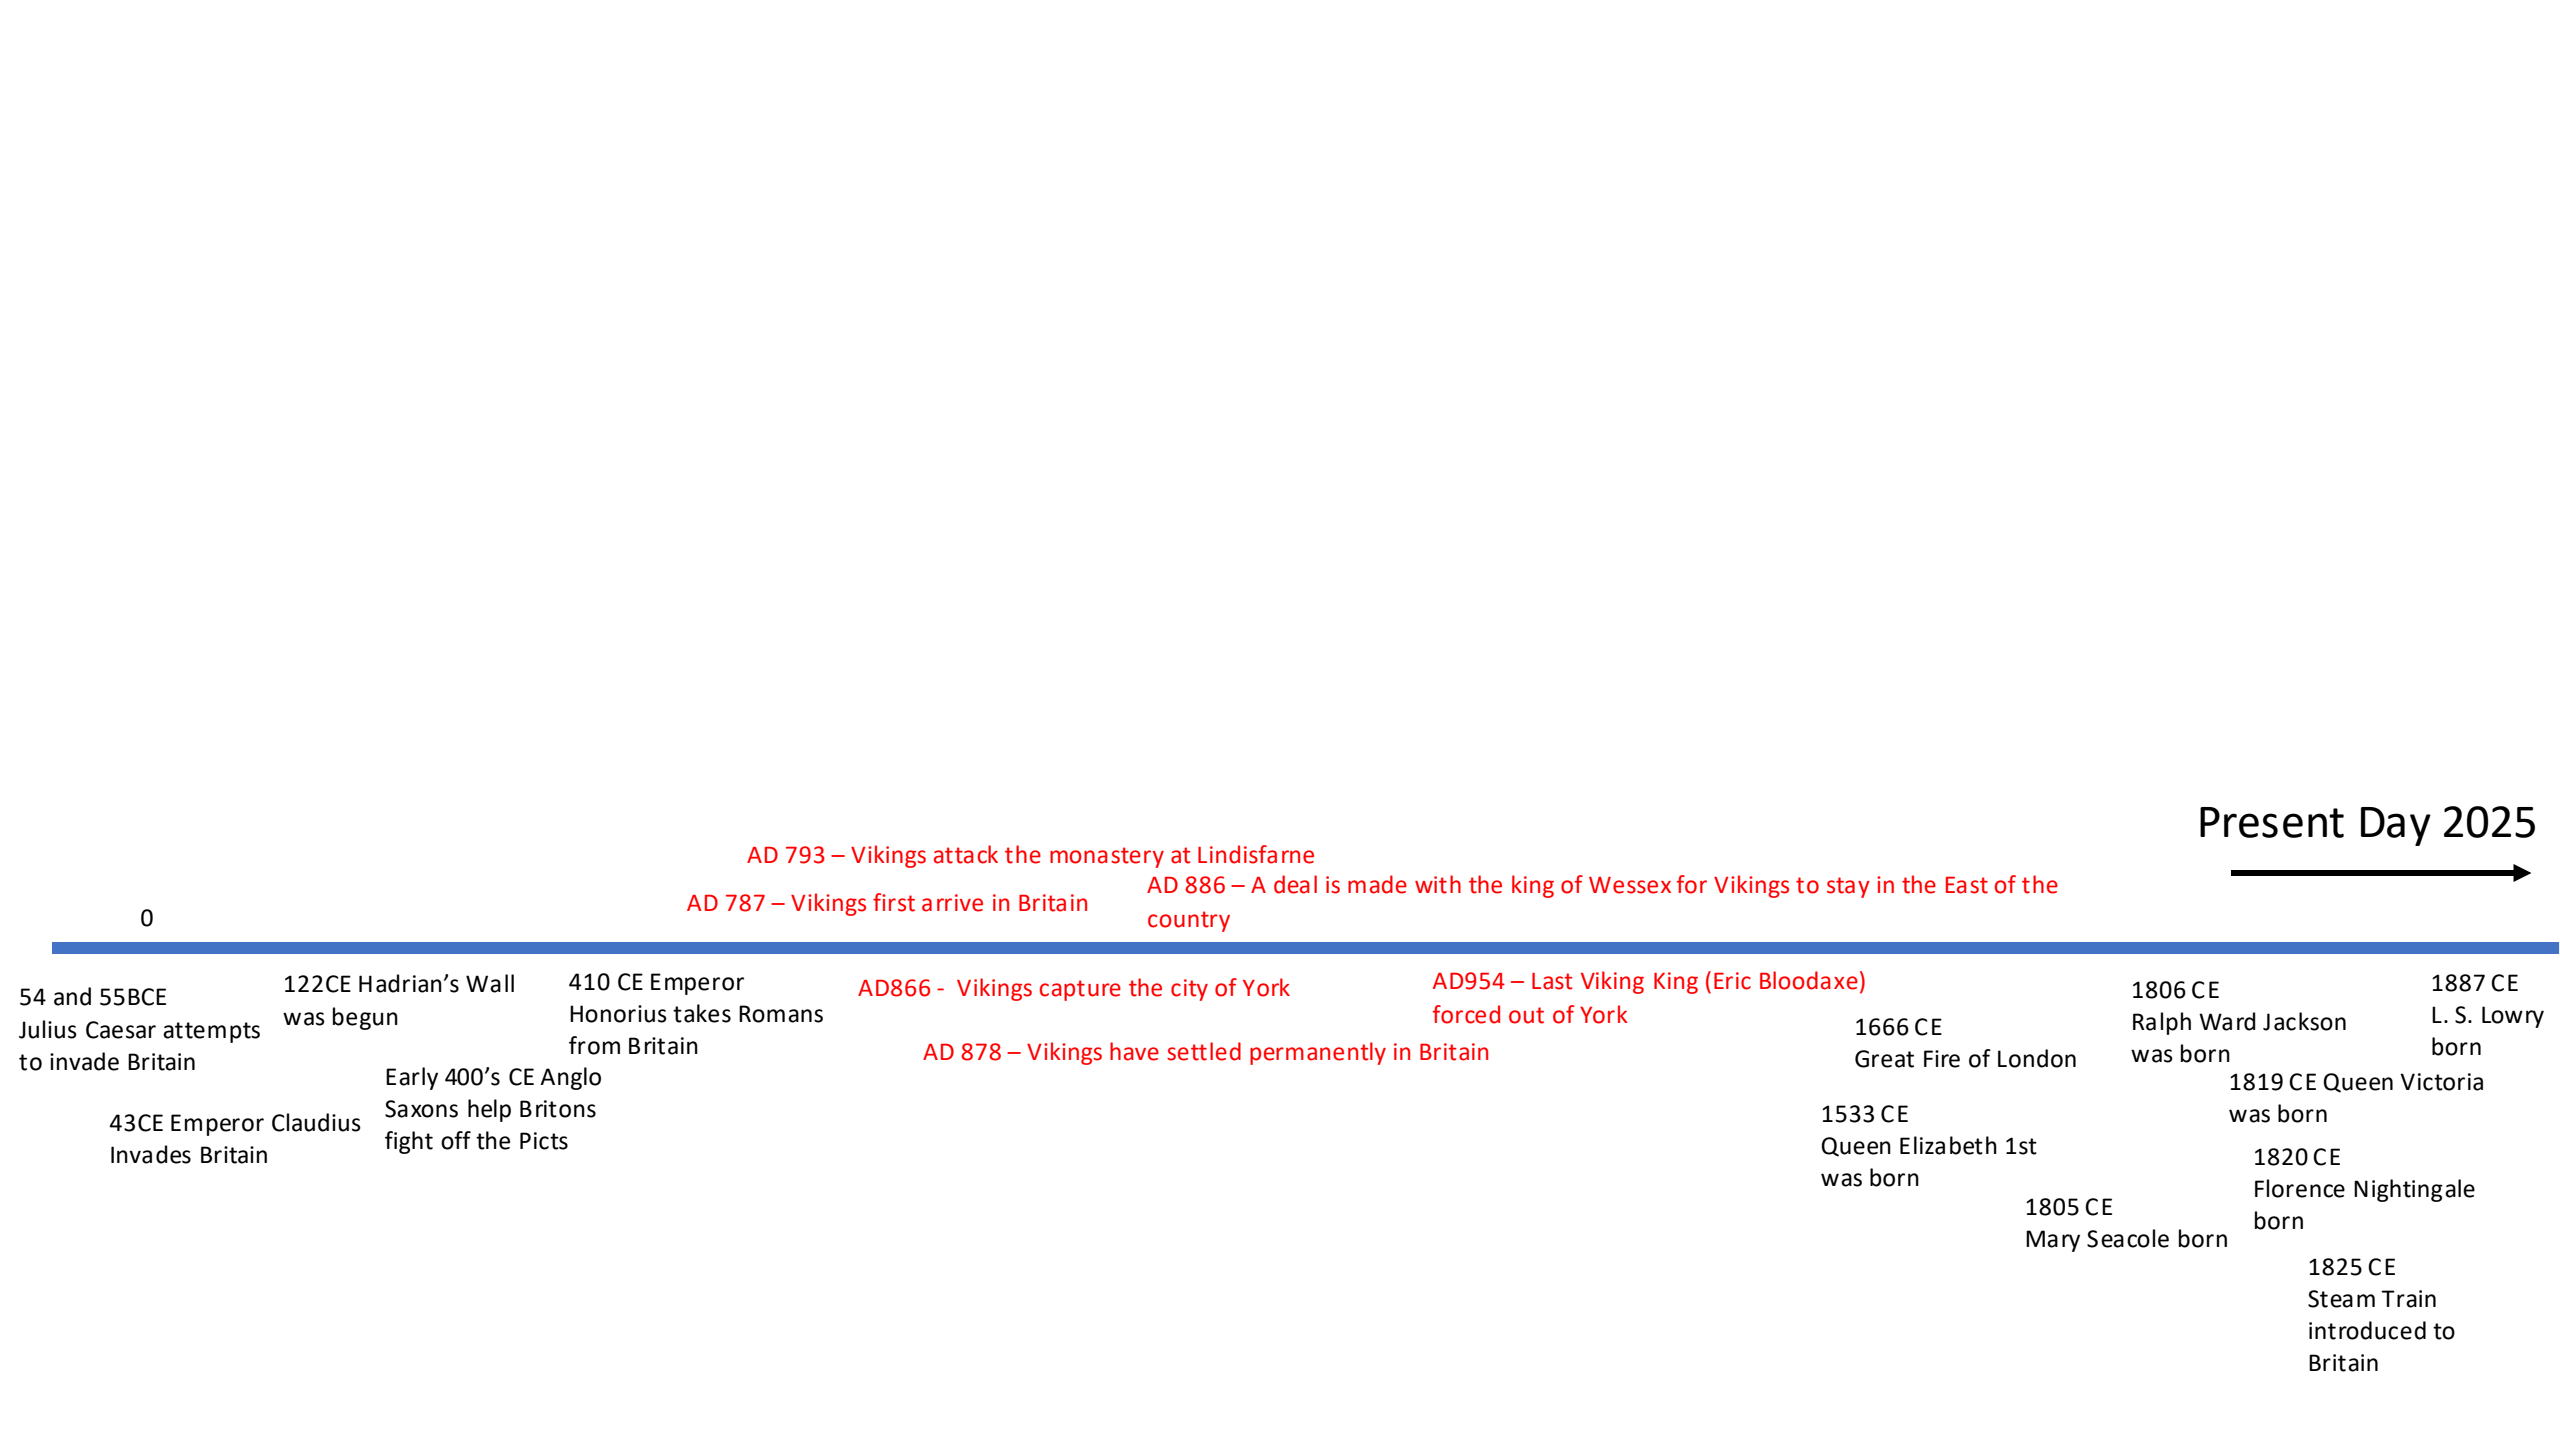 Present Day 2025
AD 793 – Vikings attack the monastery at Lindisfarne
AD 886 – A deal is made with the king of Wessex for Vikings to stay in the East of the
country
AD 787 – Vikings first arrive in Britain
0
54 and 55BCE
Julius Caesar attempts
to invade Britain
43CE Emperor Claudius
Invades Britain
122CE Hadrian’s Wall
was begun
Early 400’s CE Anglo
Saxons help Britons
fight off the Picts
410 CE Emperor
Honorius takes Romans
from Britain
AD866 -  Vikings capture the city of York
AD 878 – Vikings have settled permanently in Britain
AD954 – Last Viking King (Eric Bloodaxe)
forced out of York
1666 CE
Great Fire of London
1533 CE
Queen Elizabeth 1st
was born
1805 CE
Mary Seacole born
1806 CE
Ralph Ward Jackson
was born
1819 CE Queen Victoria
was born
1820 CE
Florence Nightingale
born
1825 CE
Steam Train
introduced to
Britain
1887 CE
L. S. Lowry
born